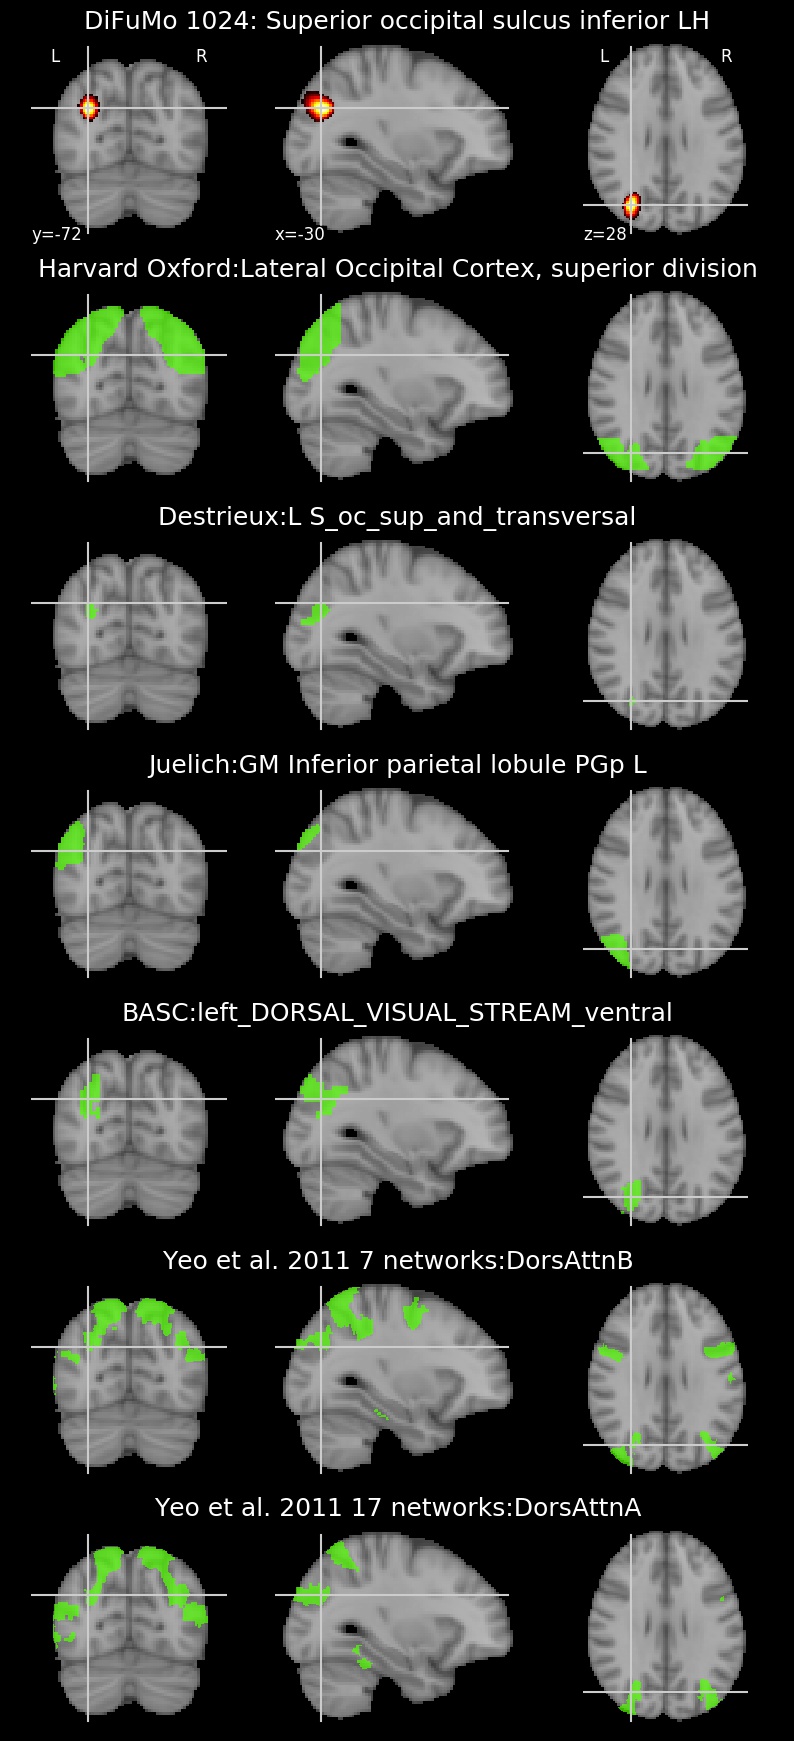 DiFuMo 1024: Superior occipital sulcus inferior LH
L R L R
y=-72 x=-30 z=28
Harvard Oxford:Lateral Occipital Cortex, superior division
Destrieux:L S_oc_sup_and_transversal
Juelich:GM Inferior parietal lobule PGp L
BASC:left_DORSAL_VISUAL_STREAM_ventral
Yeo et al. 2011 7 networks:DorsAttnB
Yeo et al. 2011 17 networks:DorsAttnA